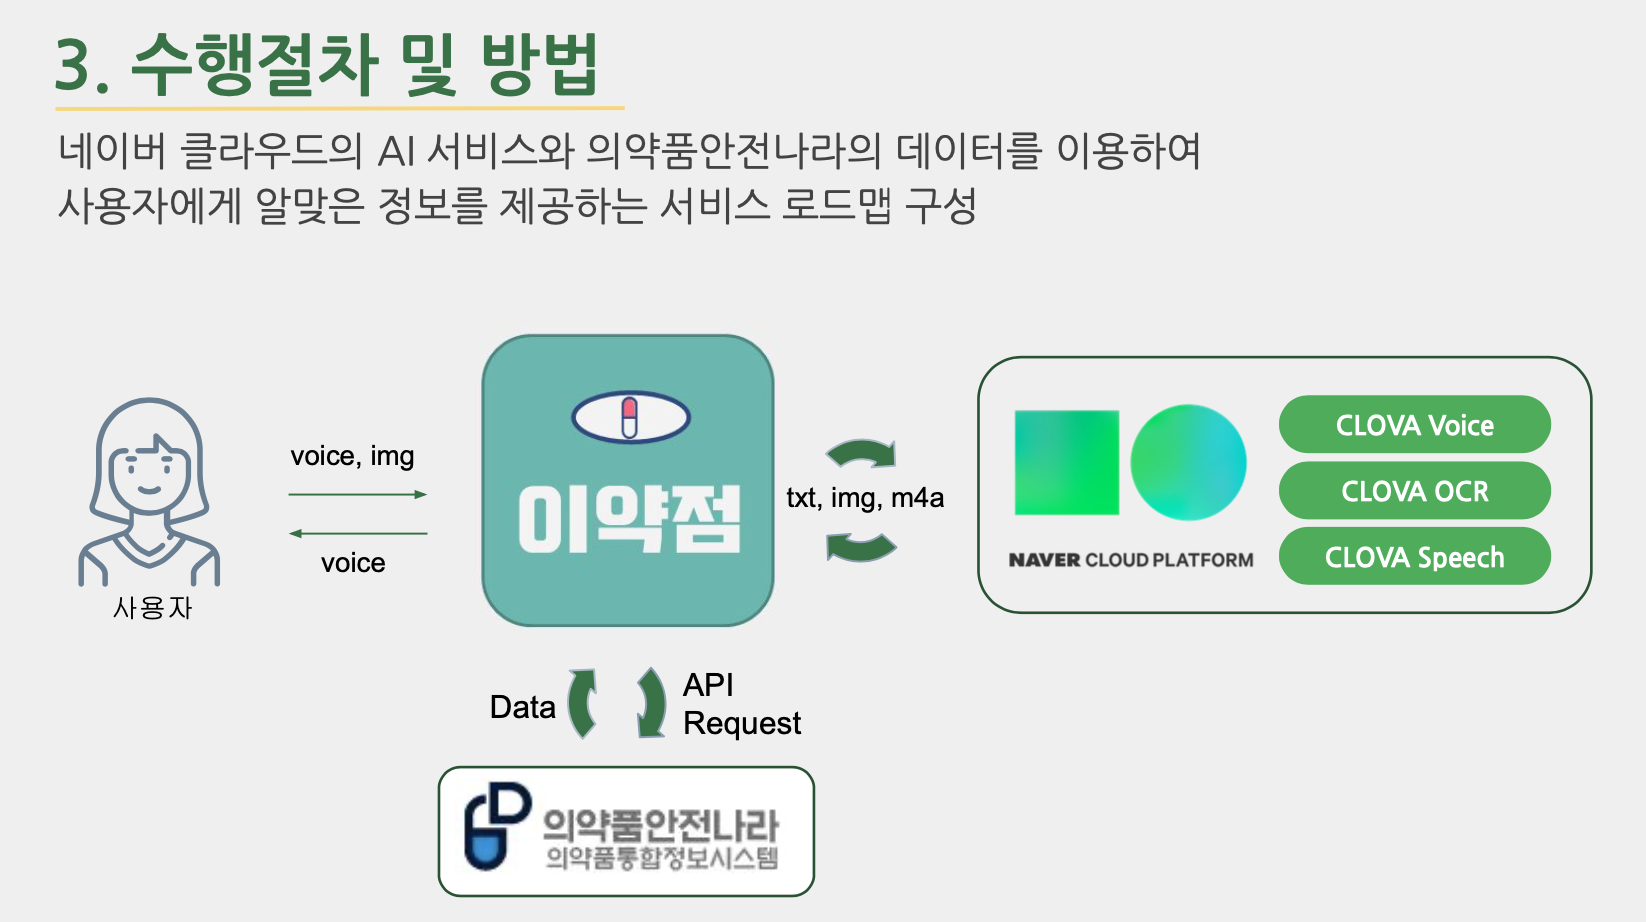 3. 수행절차 및 방법
네이버 클라우드의 AI 서비스와 의약품안전나라의 데이터를 이용하여
사용자에게 알맞은 정보를 제공하는 서비스 로드맵 구성
voice, img
voice
사용자
이약점
txt, img, m4a
NAVER CLOUD PLATFORM
CLOVA Voice
CLOVA OCR
CLOVA Speech
Data
API
Request
의약품안전나라
의약품통합정보시스템